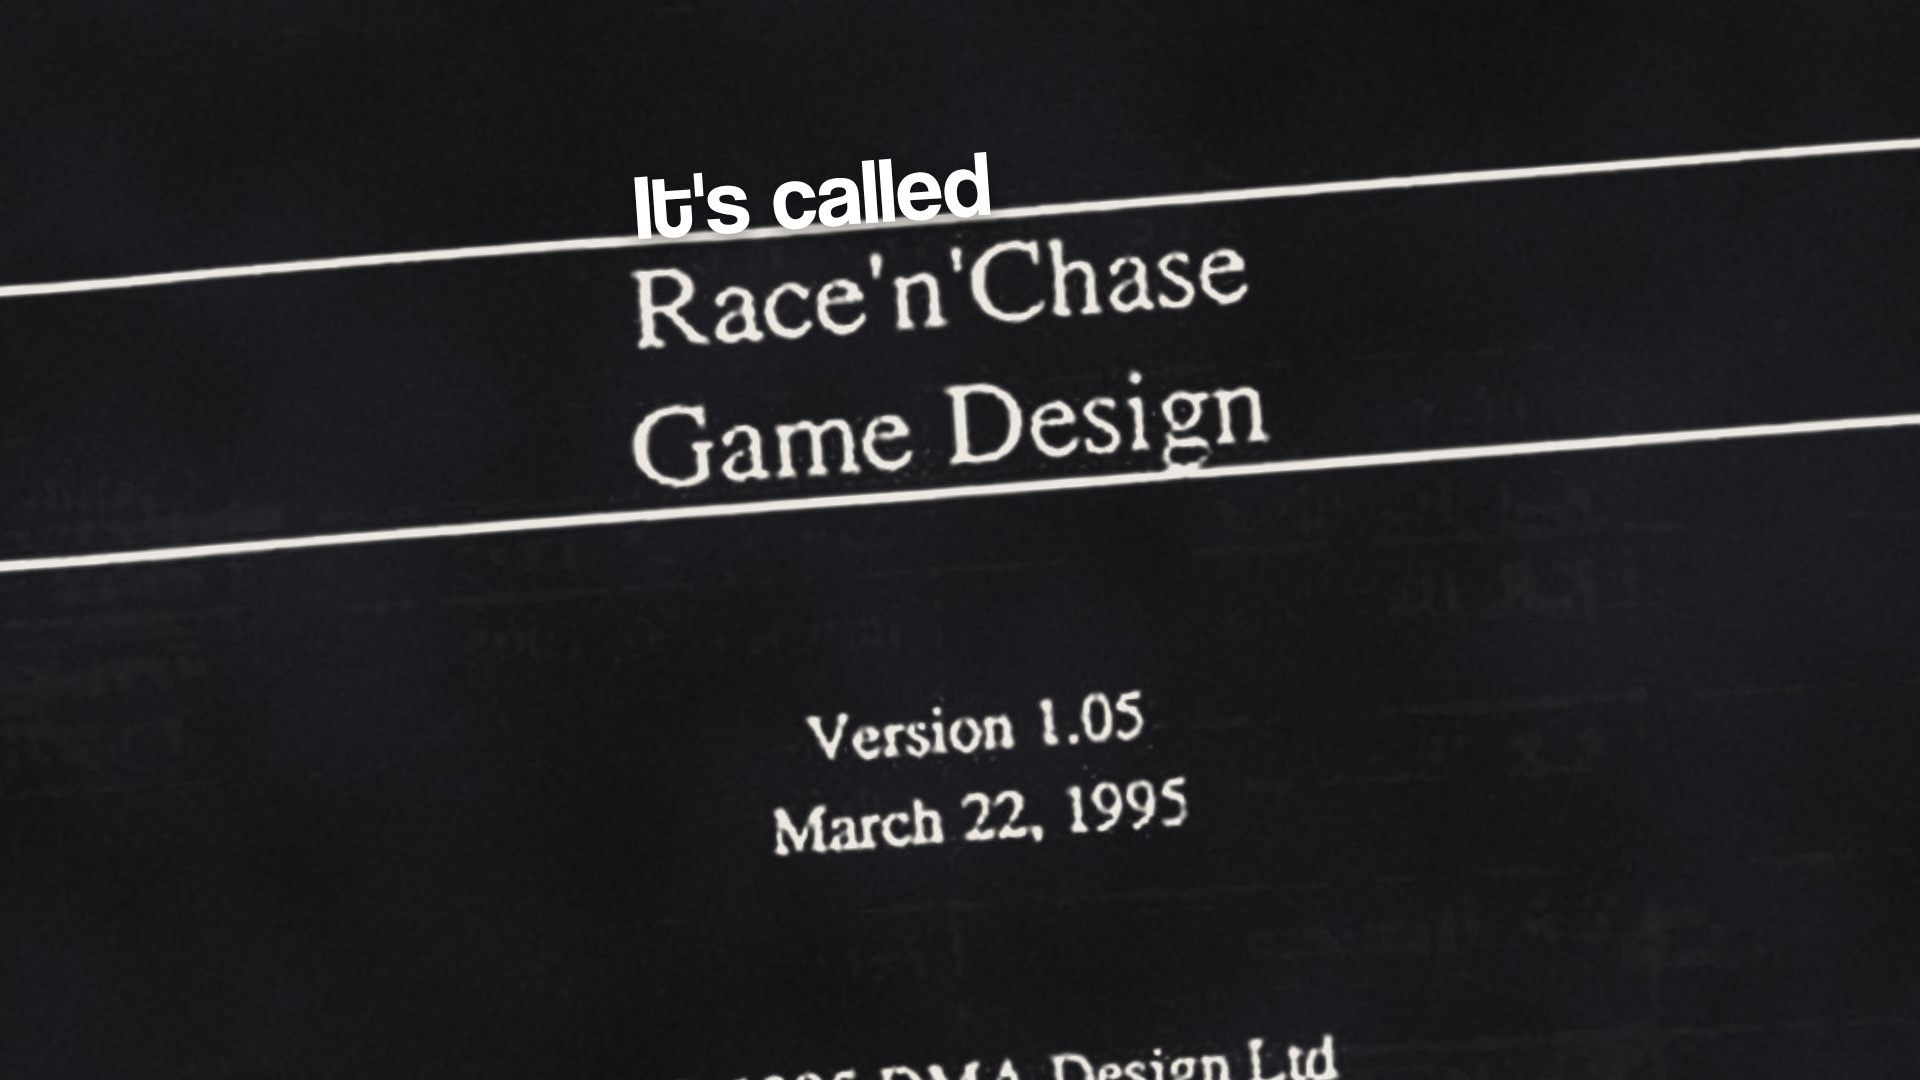 It's called
Race'n'Chase
Game Design
Version 1.05
March 22, 1995
DMA Design Ltd